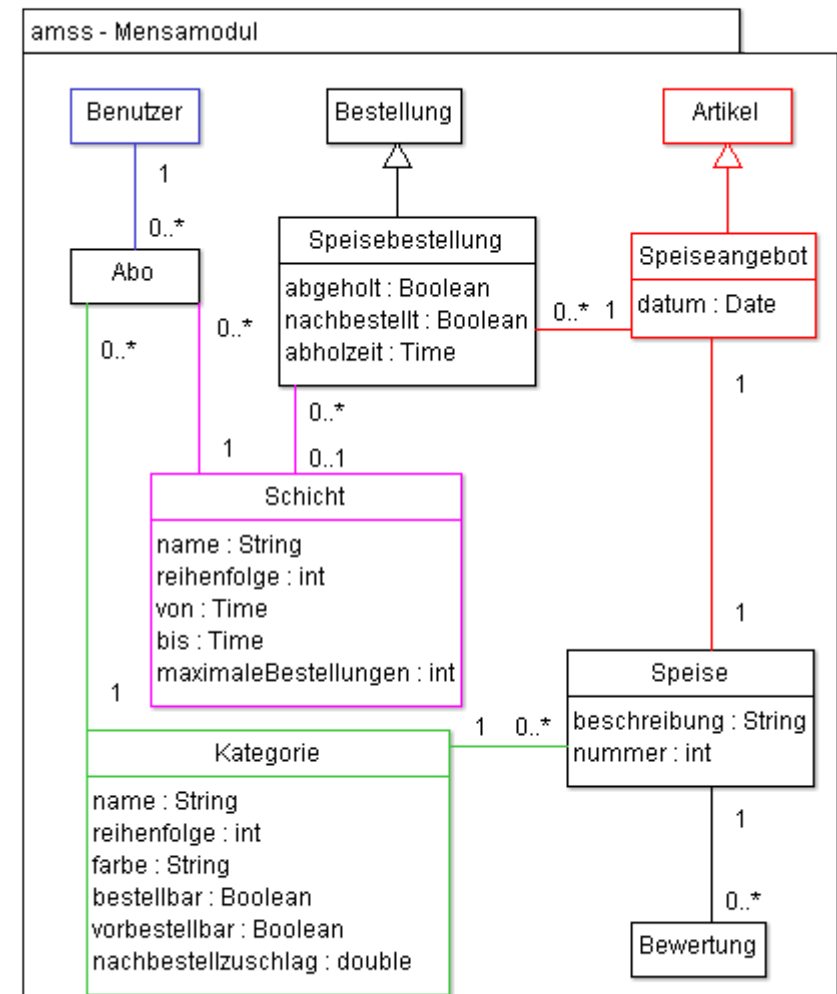 amss - Mensamodul
Benutzer
Bestellung
Artikel
1
0..*
Abo
Speisebestellung
abgeholt : Boolean
nachbestellt : Boolean
abholzeit : Time
Speiseangebot
datum : Date
0..* 1
0..*
0..*
1
0..*
0..1
1
Schicht
name : String
reihenfolge : int
von : Time
bis : Time
maximaleBestellungen : int
1
Speise
beschreibung : String
nummer : int
1
1 0..*
Kategorie
name : String
reihenfolge : int
farbe : String
bestellbar : Boolean
vorbestellbar : Boolean
nachbestellzuschlag : double
1
0..*
Bewertung